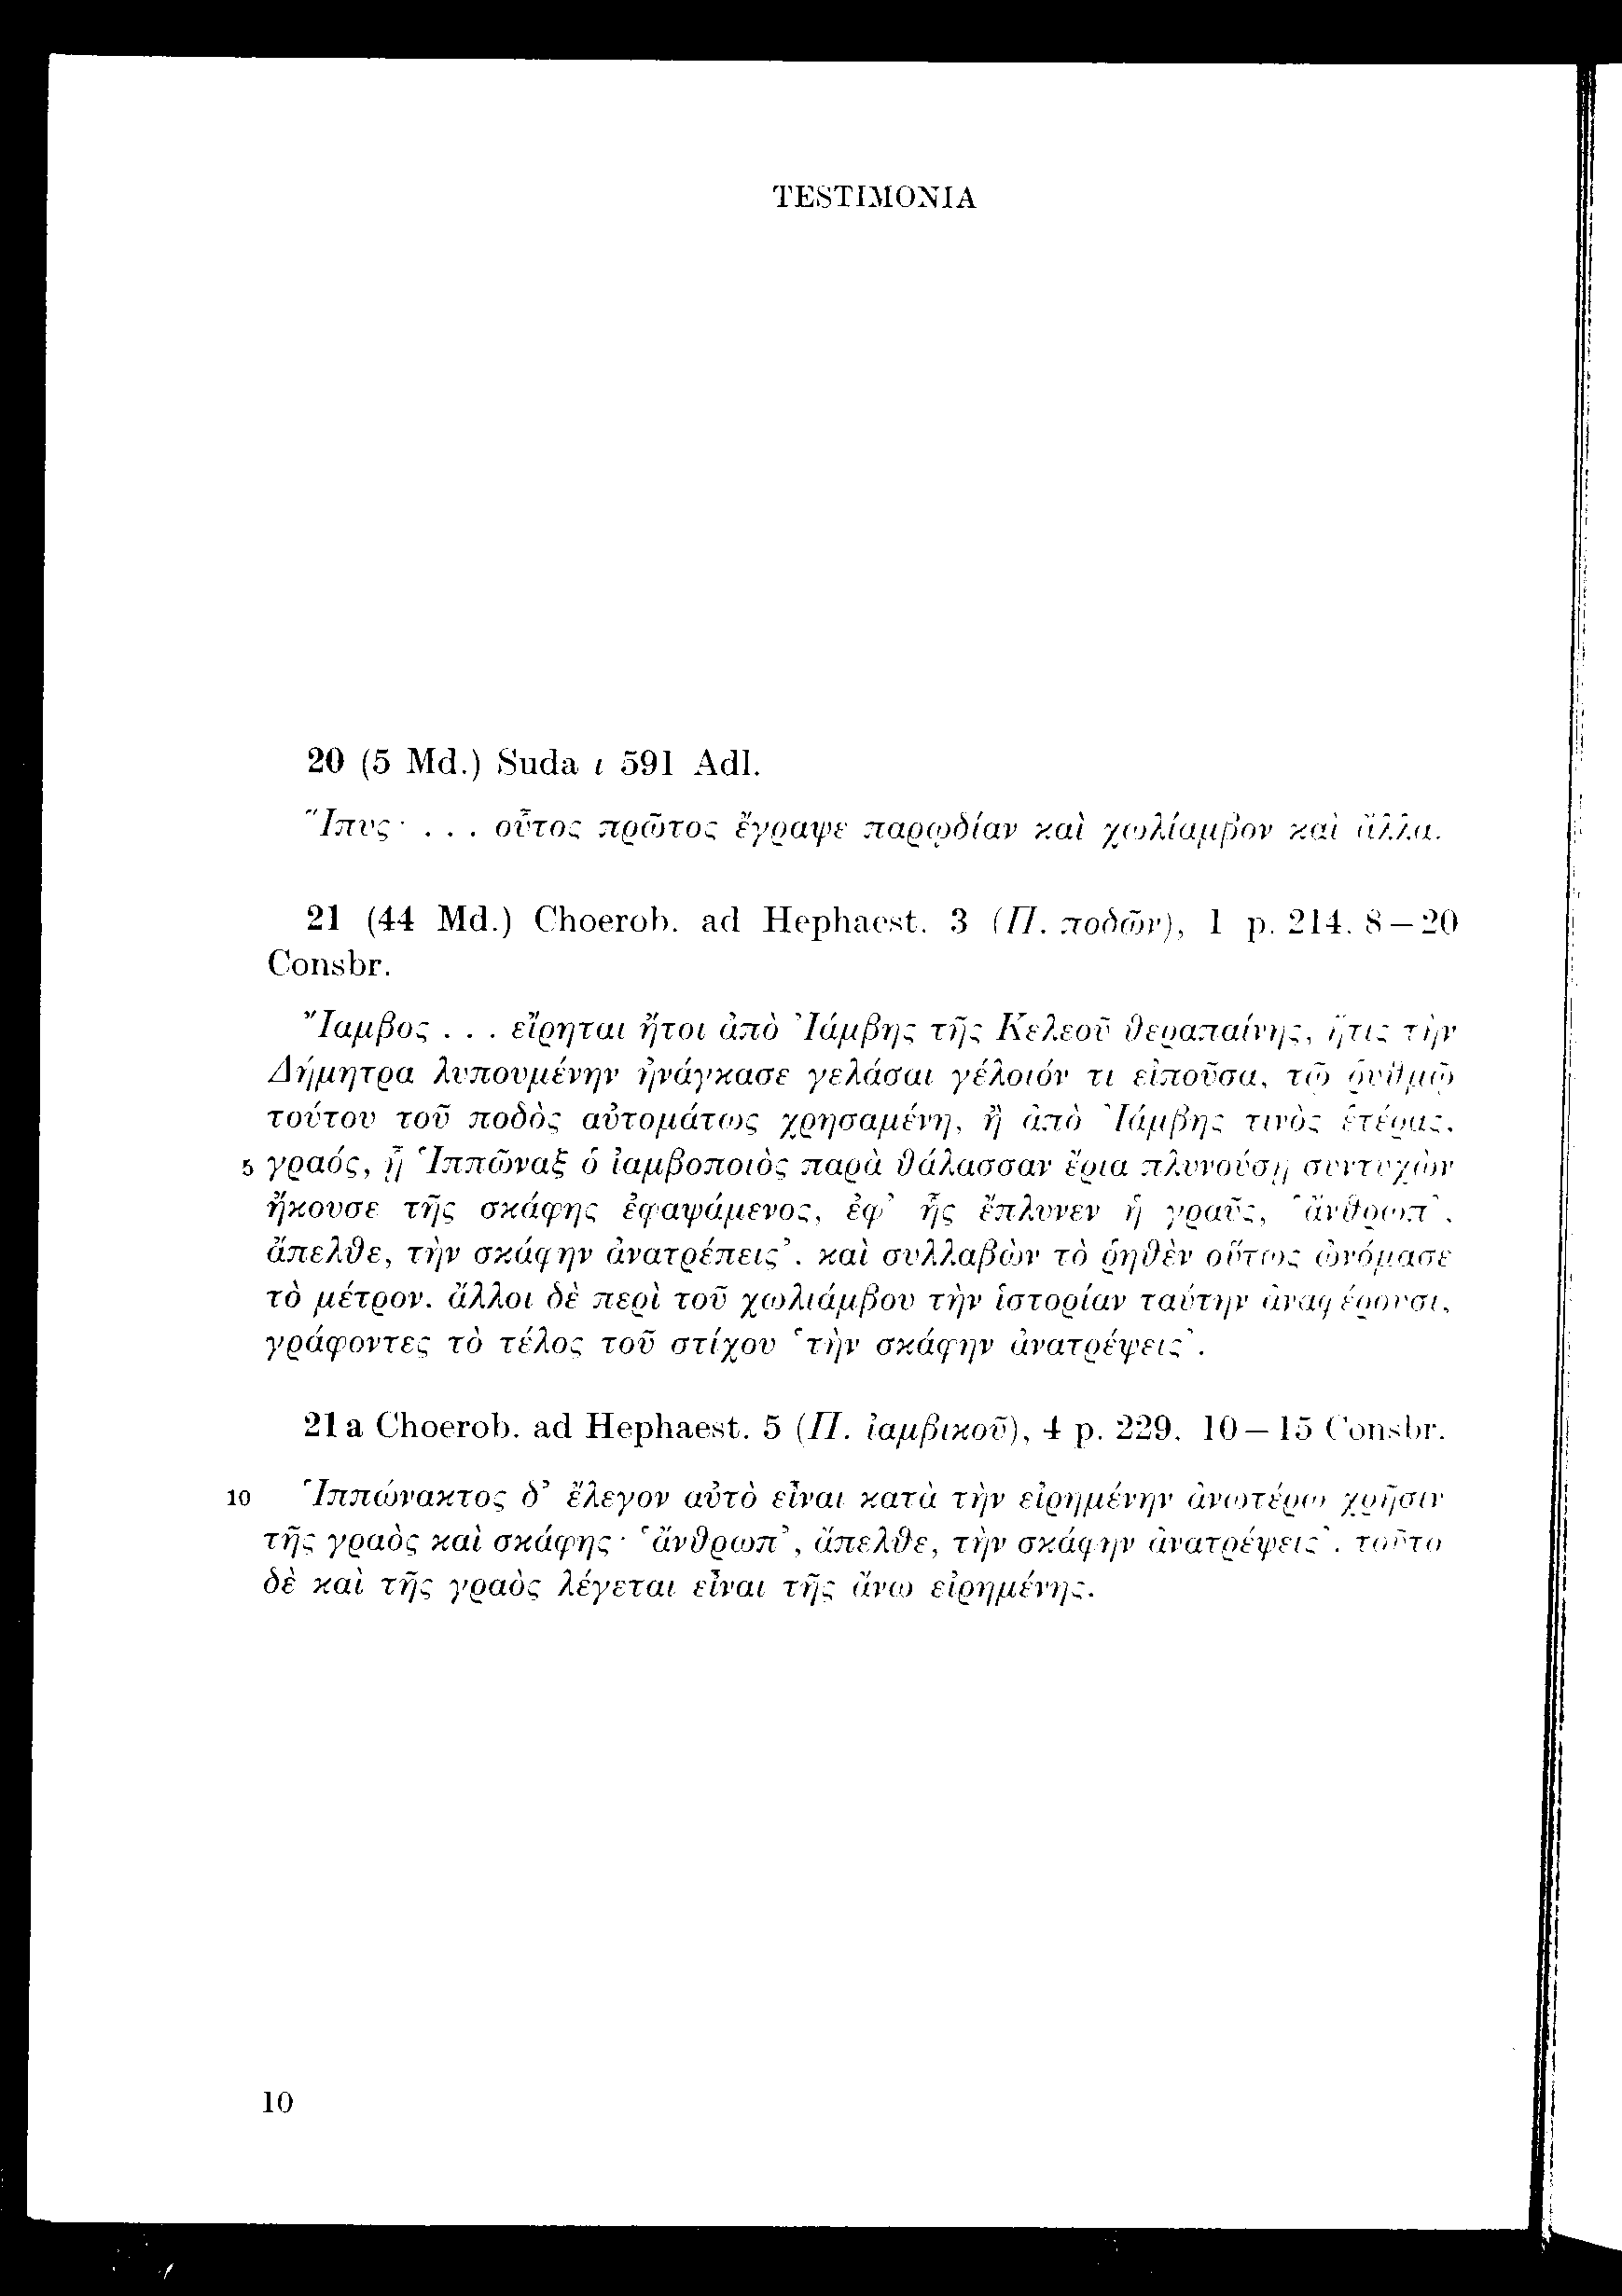 TESTIMONIA
20 (5 Md.) Suda ι 591 Adl.
Ἵπυς· . . . οὗτος πρῶτος ἔγραψε παρῳδίαν καὶ χωλίαμβον καὶ ἄλλα.
21 (44 Md.) Choerob. ad Hephaest. 3 (Π. ποδῶν), 1 p. 214. 8–20
Consbr.
Ἴαμβος . . . εἴρηται ἤτοι ἀπὸ Ἰάμβης τῆς Κελεοῦ θεραπαίνης, ἥτις τὴν
Δήμητρα λυπουμένην ἠνάγκασε γελάσαι γέλοιόν τι εἰποῦσα, τῷ ῥυθμῷ
τούτου τοῦ ποδὸς αὐτομάτως χρησαμένη, ἢ ἀπὸ Ἰάμβης τινὸς ἑτέρας,
5 γραός, ᾗ Ἱππῶναξ ὁ ἰαμβοποιὸς παρὰ θάλασσαν ἔρια πλυνούσῃ συντυχὼν
ἤκουσε τῆς σκάφης ἐφαψάμενος, ἐφ’ ἧς ἔπλυνεν ἡ γραῦς, ‘ἄνθρωπ’,
ἄπελθε, τὴν σκάφην ἀνατρέπεις’. καὶ συλλαβὼν τὸ ῥηθὲν οὕτως ὠνόμασε
τὸ μέτρον. ἄλλοι δὲ περὶ τοῦ χωλιάμβου τὴν ἱστορίαν ταύτην ἀναφέρουσι,
γράφοντες τὸ τέλος τοῦ στίχου ‘τὴν σκάφην ἀνατρέψεις’.
21a Choerob. ad Hephaest. 5 (Π. ἰαμβικοῦ), 4 p. 229. 10–15 Consbr.
10 Ἱππώνακτος δ’ ἔλεγον αὐτὸ εἶναι κατὰ τὴν εἰρημένην ἀνωτέρω χρῆσιν
τῆς γραὸς καὶ σκάφης· ‘ἄνθρωπ’, ἄπελθε, τὴν σκάφην ἀνατρέψεις’. τοῦτο
δὲ καὶ τῆς γραὸς λέγεται εἶναι τῆς ἄνω εἰρημένης.
10